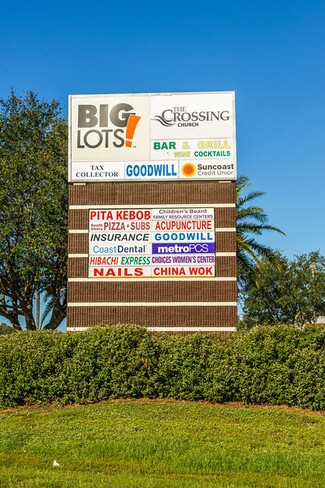 BIG
LOTS!
THE
CROSSING
CHURCH
BAR & GRILL
WINE COCKTAILS
TAX
COLLECTOR
GOODWILL
Suncoast
Credit Union
PITA KEBOB
Children's Board
FAMILY RESOURCE CENTERS
PIZZA • SUBS
ACUPUNCTURE
INSURANCE
GOODWILL
CoastDental
metroPCS
HIBACHI EXPRESS
CHOICES WOMEN'S CENTER
NAILS
CHINA WOK